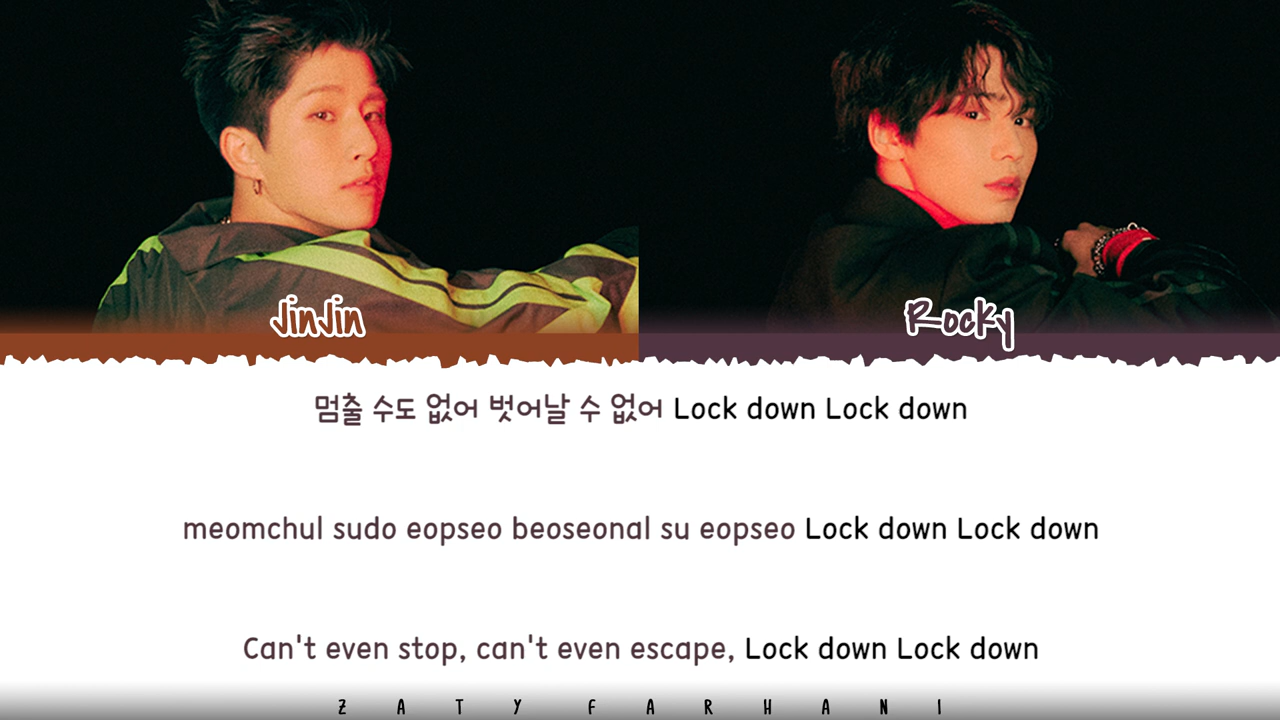 JinJin
Rocky
멈출 수도 없어 벗어날 수 없어 Lock down Lock down
meomchul sudo eopseo beoseonal su eopseo Lock down Lock down
Can't even stop, can't even escape, Lock down Lock down
ZATY FARHANI